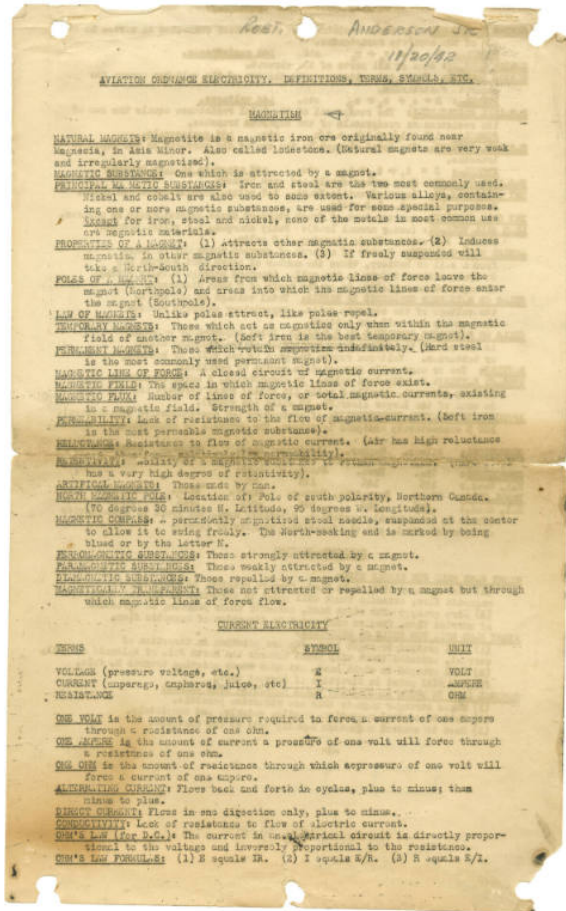 ROBT. ANDERSON JR
11/20/42
AVIATION ORDNANCE ELECTRICITY. DEFINITIONS, TERMS, SYMBOLS, ETC.
MAGNETISM
NATURAL MAGNETS: Magnetite is a magnetic iron ore originally found near
Magnesia, in Asia Minor. Also called lodestone. (Natural magnets are very weak
and irregularly magnetized).
MAGNETIC SUBSTANCE: One which is attracted by a magnet.
PRINCIPAL MA NETIC SUBSTANCES: Iron and steel are the two most commonly used.
Nickel and cobalt are also used to some extent. Various alloys, contain-
ing one or more magnetic substances, are used for some special purposes.
Except for iron, steel and nickel, none of the metals in most common use
are magnetic materials.
PROPERTIES OF A MAGNET: (1) Attracts other magnetic substances. (2) Induces
magnetism in other magnetic substances. (3) If freely suspended will
take a North-South direction.
POLES OF A MAGNET: (1) Areas from which magnetic lines of force leave the
magnet (Northpole) and areas into which the magnetic lines of force enter
the magnet (Southpole).
LAW OF MAGNETS: Unlike poles attract, like poles repel.
TEMPORARY MAGNETS: Those which act as magnetics only when within the magnetic
field of another magnet. (Soft iron is the best temporary magnet).
PERMANENT MAGNETS: Those which retain magnetism indefinitely. (Hard steel
is the most commonly used permanent magnet).
MAGNETIC LINE OF FORCE: A closed circuit of magnetic current.
MAGNETIC FIELD: The space in which magnetic lines of force exist.
MAGNETIC FLUX: Number of lines of force, or total magnetic currents, existing
in a magnetic field. Strength of a magnet.
PERMEABILITY: Lack of resistance to the flow of magnetic current. (Soft iron
is the most permeable magnetic substance).
RELUCTANCE: Resistance to flow of magnetic current. (Air has high reluctance
permeability).
RETENTIVITY: Ability of a magnetic substance to retain magnetism.
has a very high degree of retentivity).
ARTIFICAL MAGNETS: Those made by man.
NORTH MAGNETIC POLE: Location of: Pole of south polarity, Northern Canada.
(70 degrees 30 minutes N. Latitude, 95 degrees W. Longitude).
MAGNETIC COMPASS: A permanently magnetized steel needle, suspended at the center
to allow it to swing freely. The North-seeking end is marked by being
blued or by the letter N.
FERROMAGNETIC SUBSTANCES: Those strongly attracted by a magnet.
PARAMAGNETIC SUBSTANCES: Those weakly attracted by a magnet.
DIAMAGNETIC SUBSTANCES: Those repelled by a magnet.
MAGNETICALLY TRANSPARENT: Those not attracted or repelled by a magnet but through
which magnetic lines of force flow.
CURRENT ELECTRICITY
TERMS SYMBOL UNIT
VOLTAGE (pressure voltage, etc.) E VOLT
CURRENT (amperage, amperes, juice, etc) I AMPERE
RESISTANCE R OHM
ONE VOLT is the amount of pressure required to force a current of one ampere
through a resistance of one ohm.
ONE AMPERE is the amount of current a pressure of one volt will force through
a resistance of one ohm.
ONE OHM is the amount of resistance through which apressure of one volt will
force a current of one ampere.
ALTERNATING CURRENT: Flows back and forth in cycles, plus to minus; then
minus to plus.
DIRECT CURRENT: Flows in one direction only, plus to minus.
CONDUCTIVITY: Lack of resistance to flow of electric current.
OHM'S LAW (for D.C.): The current in an electrical circuit is directly propor-
tional to the voltage and inversely proportional to the resistance.
OHM'S LAW FORMULAS: (1) E equals IR. (2) I equals E/R. (3) R equals E/I.